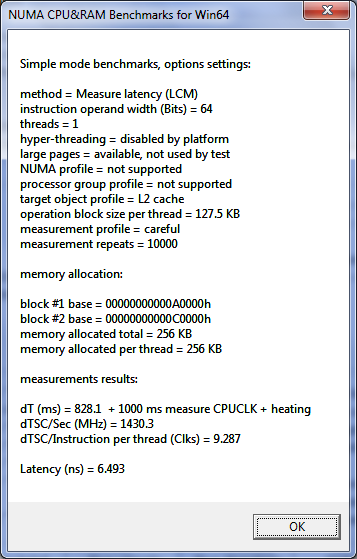 NUMA CPU&RAM Benchmarks for Win64
Simple mode benchmarks, options settings:
method = Measure latency (LCM)
instruction operand width (Bits) = 64
threads = 1
hyper-threading = disabled by platform
large pages = available, not used by test
NUMA profile = not supported
processor group profile = not supported
target object profile = L2 cache
operation block size per thread = 127.5 KB
measurement profile = careful
measurement repeats = 10000
memory allocation:
block #1 base = 00000000000A0000h
block #2 base = 00000000000C0000h
memory allocated total = 256 KB
memory allocated per thread = 256 KB
measurements results:
dT (ms) = 828.1  + 1000 ms measure CPUCLK + heating
dTSC/Sec (MHz) = 1430.3
dTSC/Instruction per thread (Clks) = 9.287
Latency (ns) = 6.493
OK